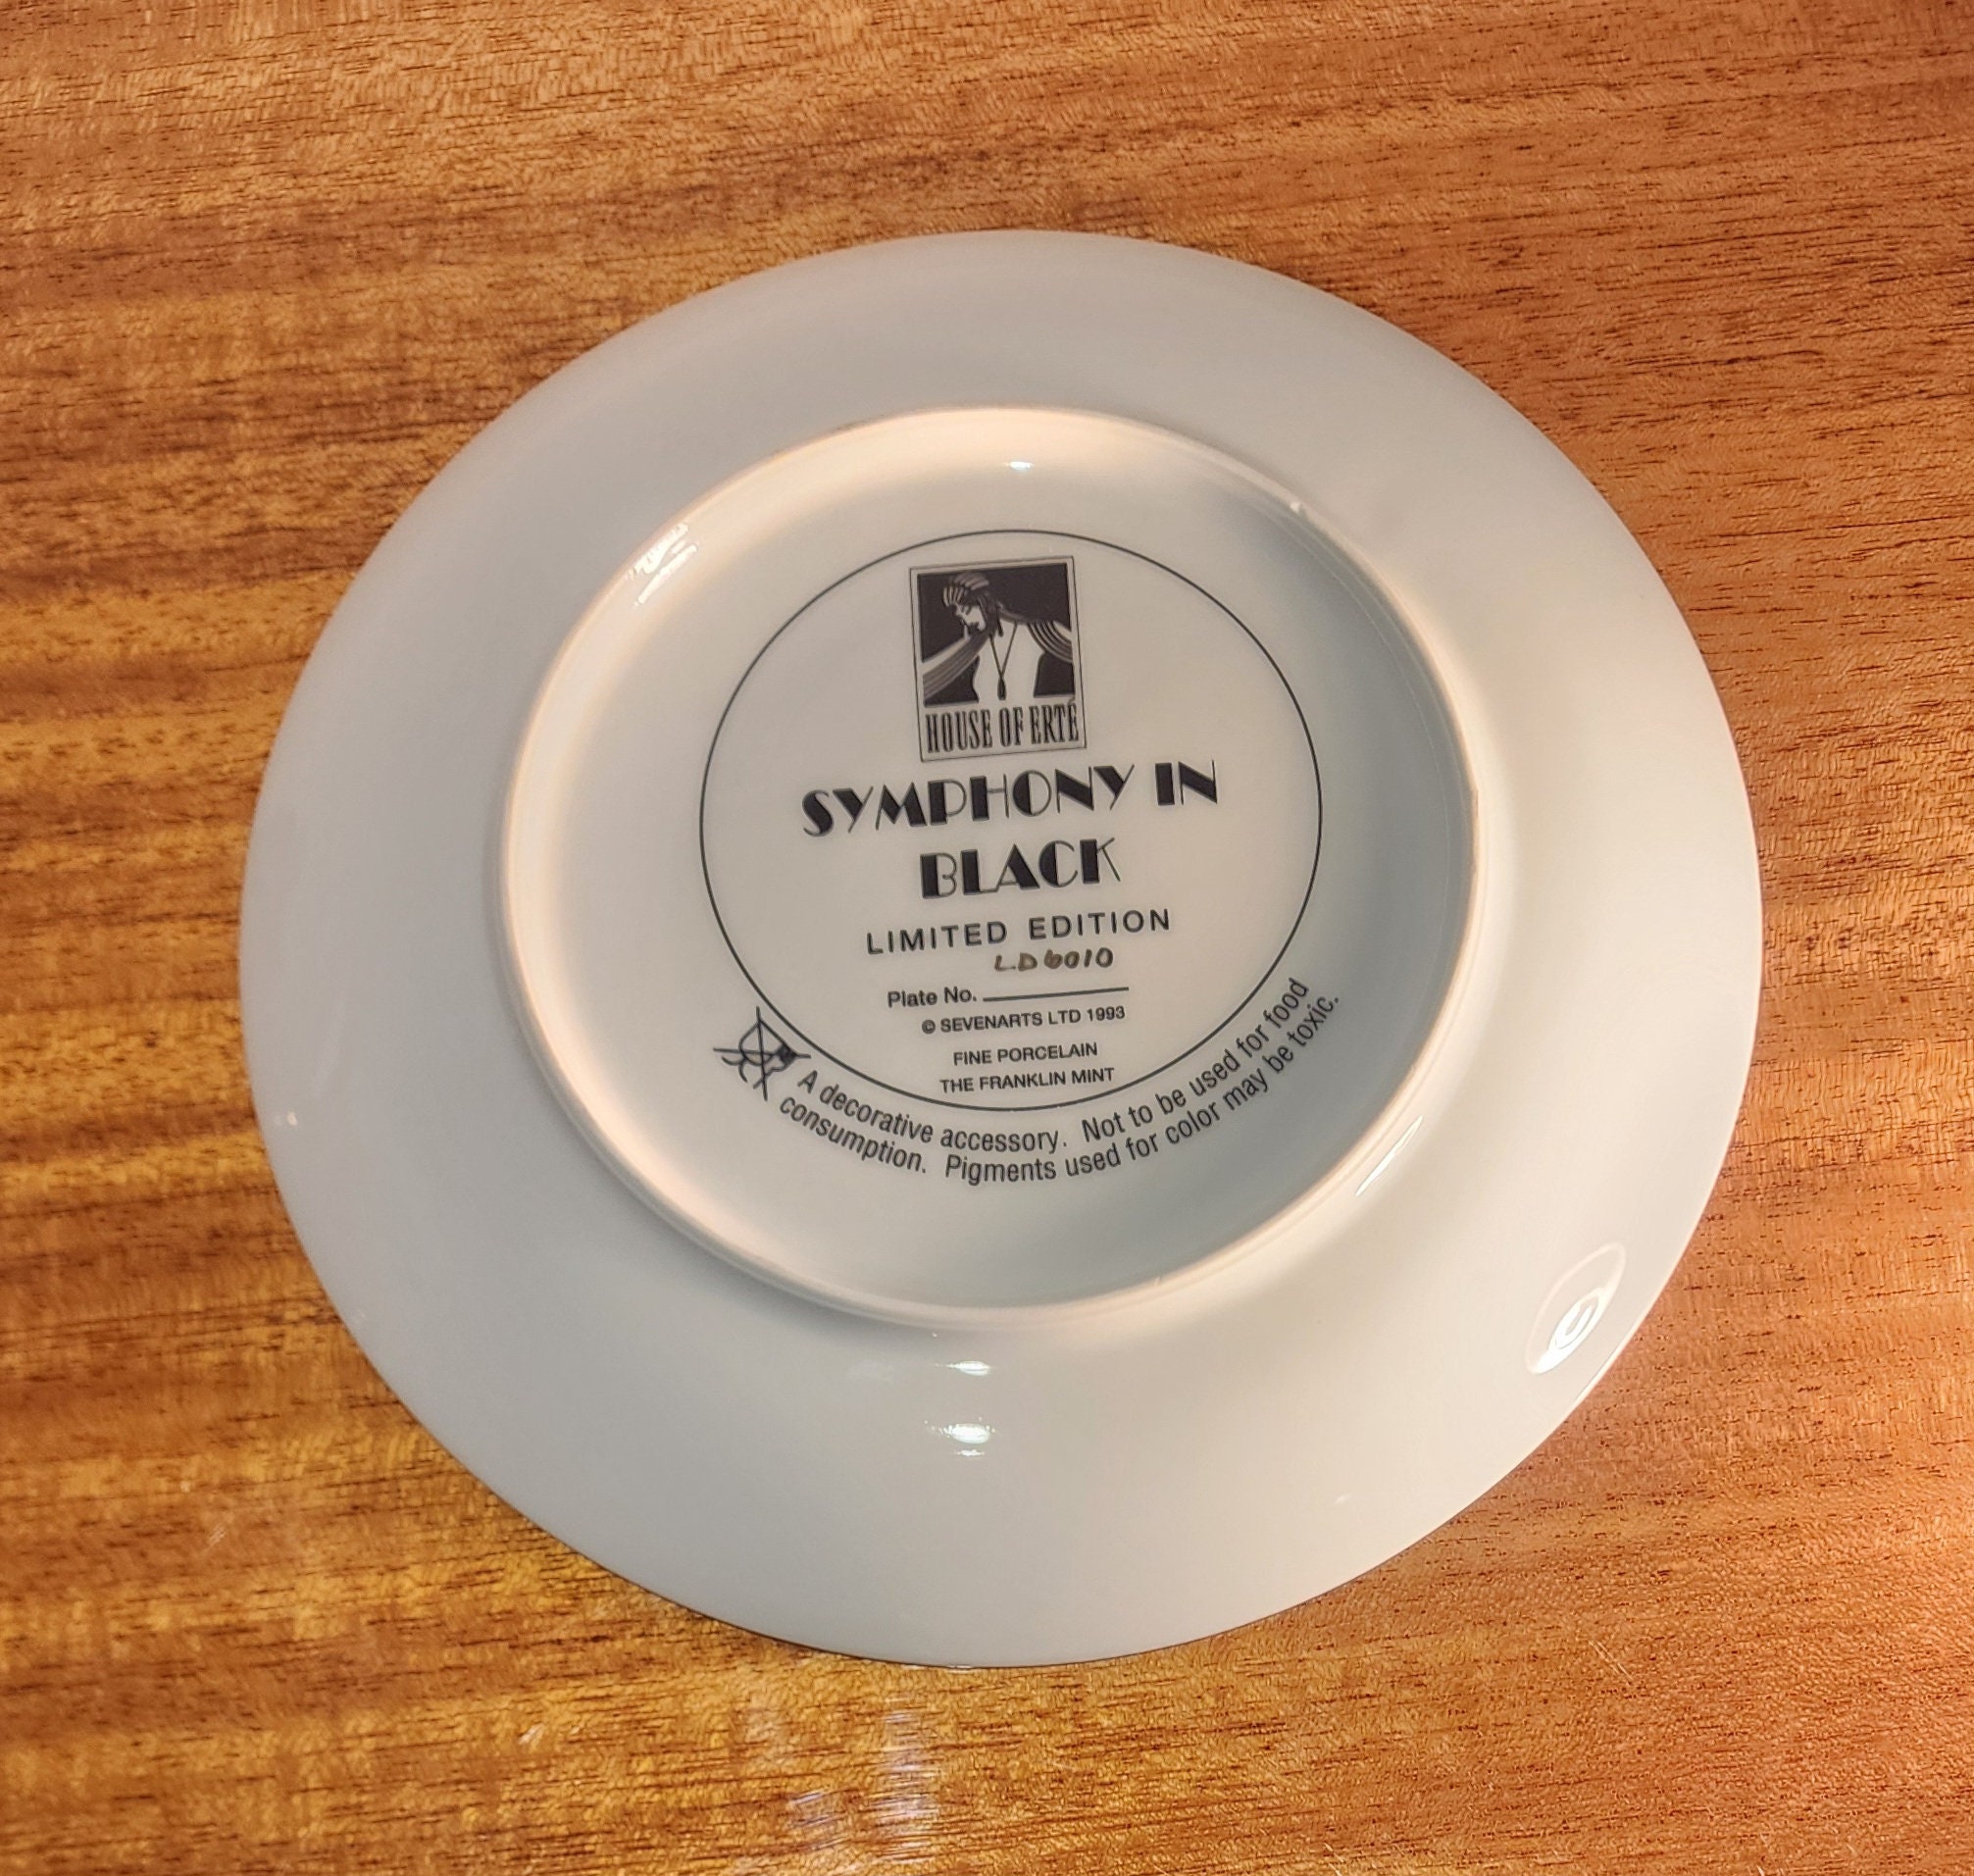 HOUSE OF ERTÉ
SYMPHONY IN
BLACK
LIMITED EDITION
LD6010
Plate No.
© SEVENARTS LTD 1993
FINE PORCELAIN
THE FRANKLIN MINT
A decorative accessory. Not to be used for food
consumption. Pigments used for color may be toxic.